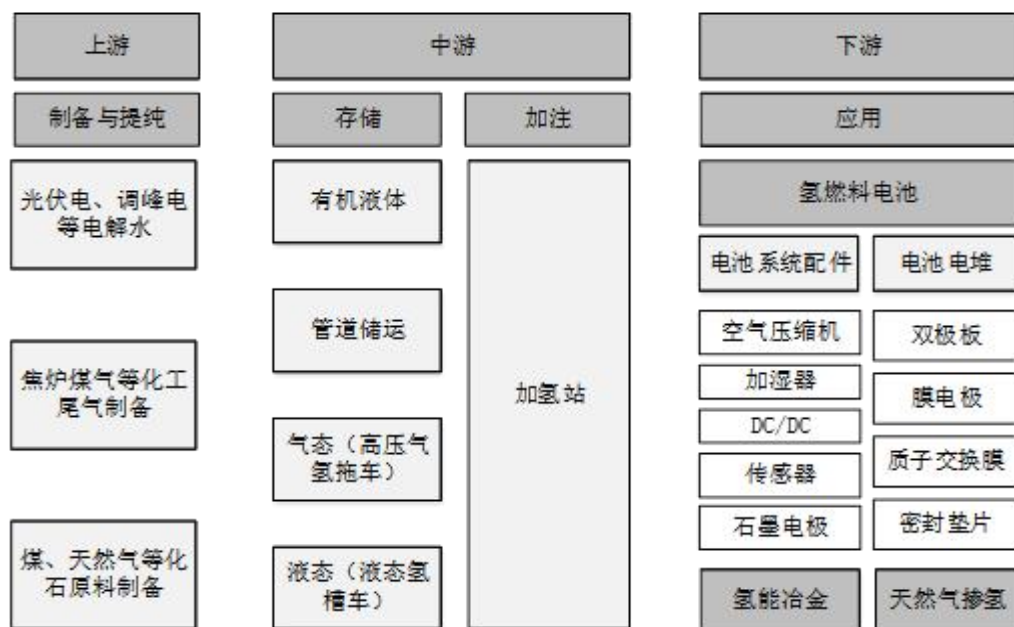 上游
中游
下游
制备与提纯
存储
加注
应用
光伏电、调峰电
等电解水
焦炉煤气等化工
尾气制备
煤、天然气等化
石原料制备
有机液体
管道储运
气态（高压气
氢拖车）
液态（液态氢
槽车）
加氢站
氢燃料电池
电池系统配件
电池电堆
空气压缩机
加湿器
DC/DC
传感器
石墨电极
双极板
膜电极
质子交换膜
密封垫片
氢能冶金
天然气掺氢